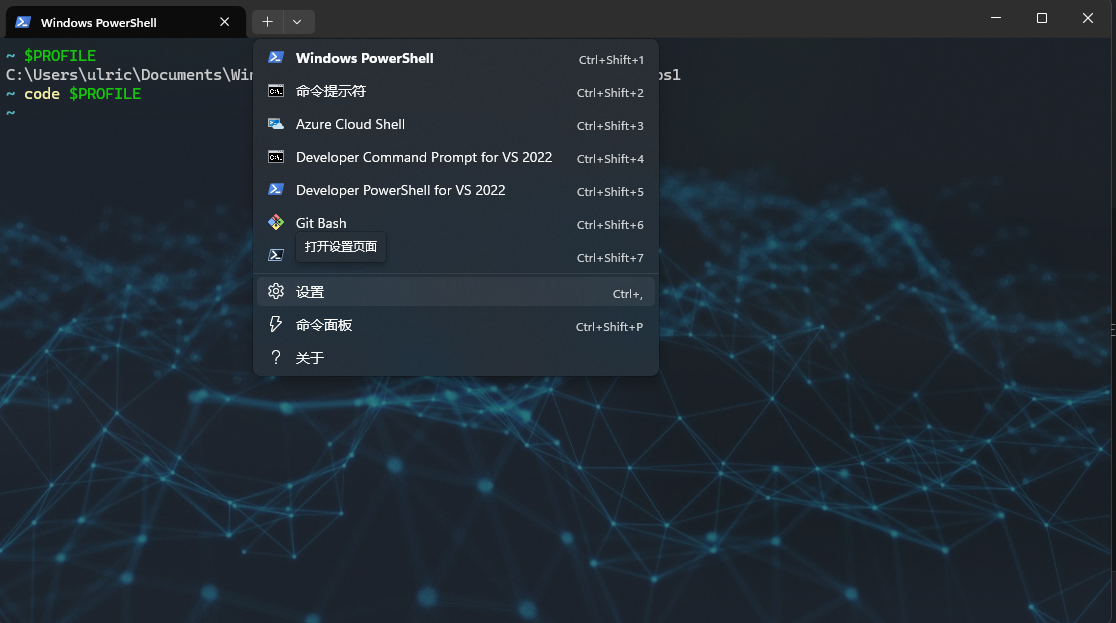 Windows PowerShell
~ $PROFILE
C:\Users\ulric\Documents\Win
os1
~ code $PROFILE
~
Windows PowerShell Ctrl+Shift+1
命令提示符 Ctrl+Shift+2
Azure Cloud Shell Ctrl+Shift+3
Developer Command Prompt for VS 2022 Ctrl+Shift+4
Developer PowerShell for VS 2022 Ctrl+Shift+5
Git Bash Ctrl+Shift+6
打开设置页面
Ctrl+Shift+7
设置 Ctrl+,
命令面板 Ctrl+Shift+P
? 关于